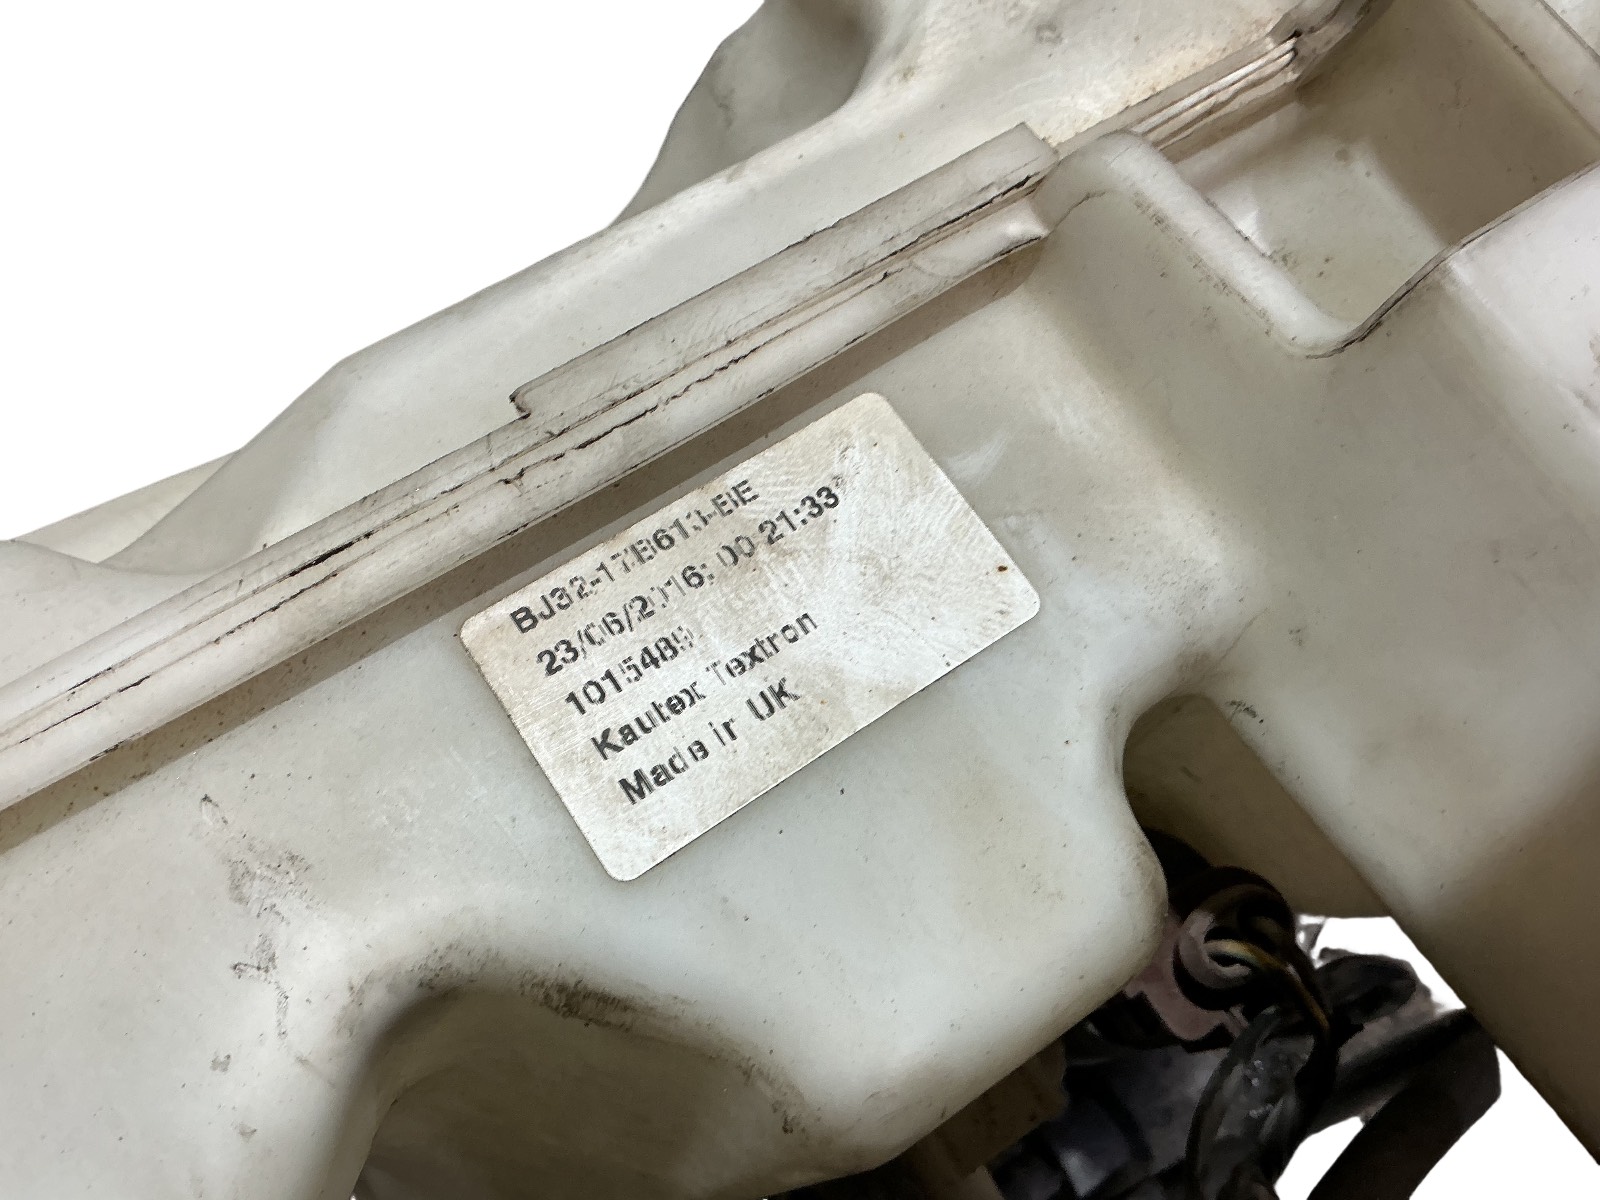 BJ32-17B613-BE
23/06/2016: 00:21:33
1015489
Kautex Textron
Made in UK